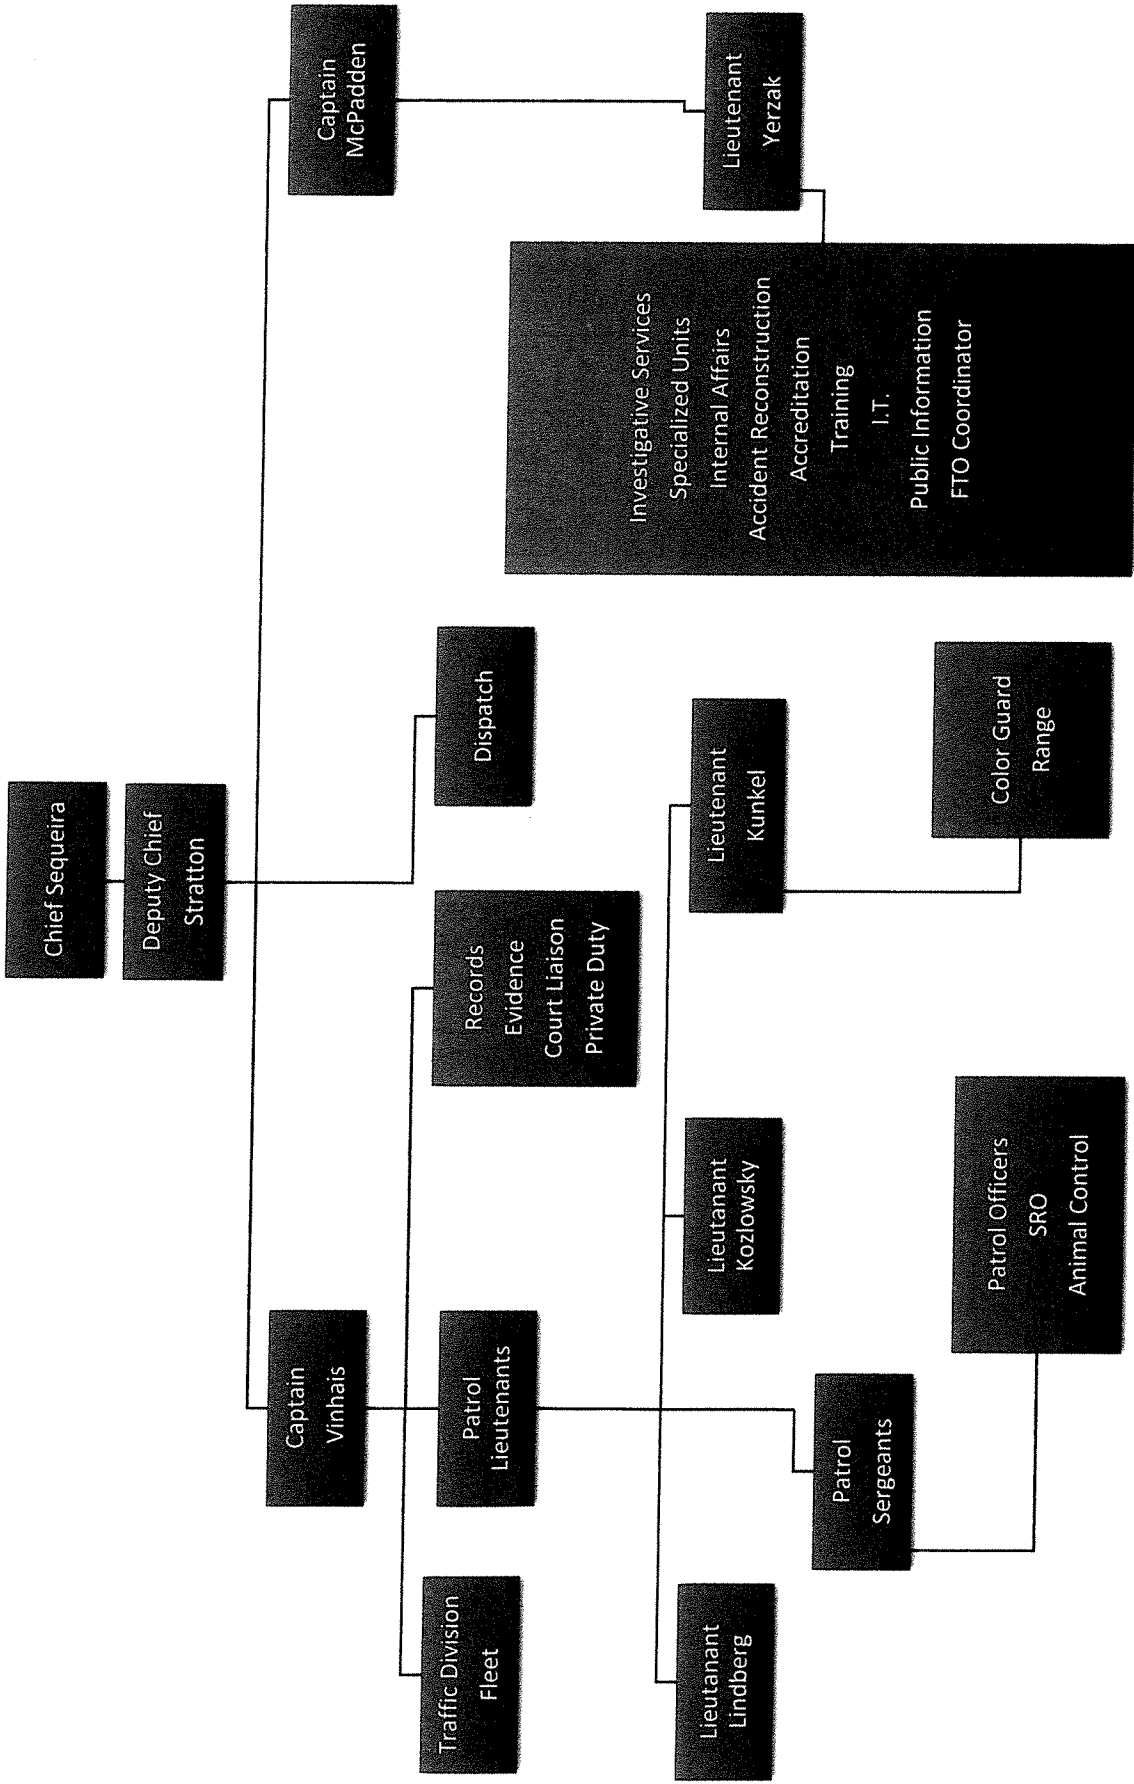 Chief Sequeira
Deputy Chief
Stratton
Captain
Vinhais
Captain
McPadden
Traffic Division
Fleet
Patrol
Lieutenants
Records
Evidence
Court Liaison
Private Duty
Dispatch
Lieutanant
Lindberg
Lieutanant
Kozlowsky
Lieutenant
Kunkel
Lieutenant
Yerzak
Patrol
Sergeants
Patrol Officers
SRO
Animal Control
Color Guard
Range
Investigative Services
Specialized Units
Internal Affairs
Accident Reconstruction
Accreditation
Training
I.T.
Public Information
FTO Coordinator